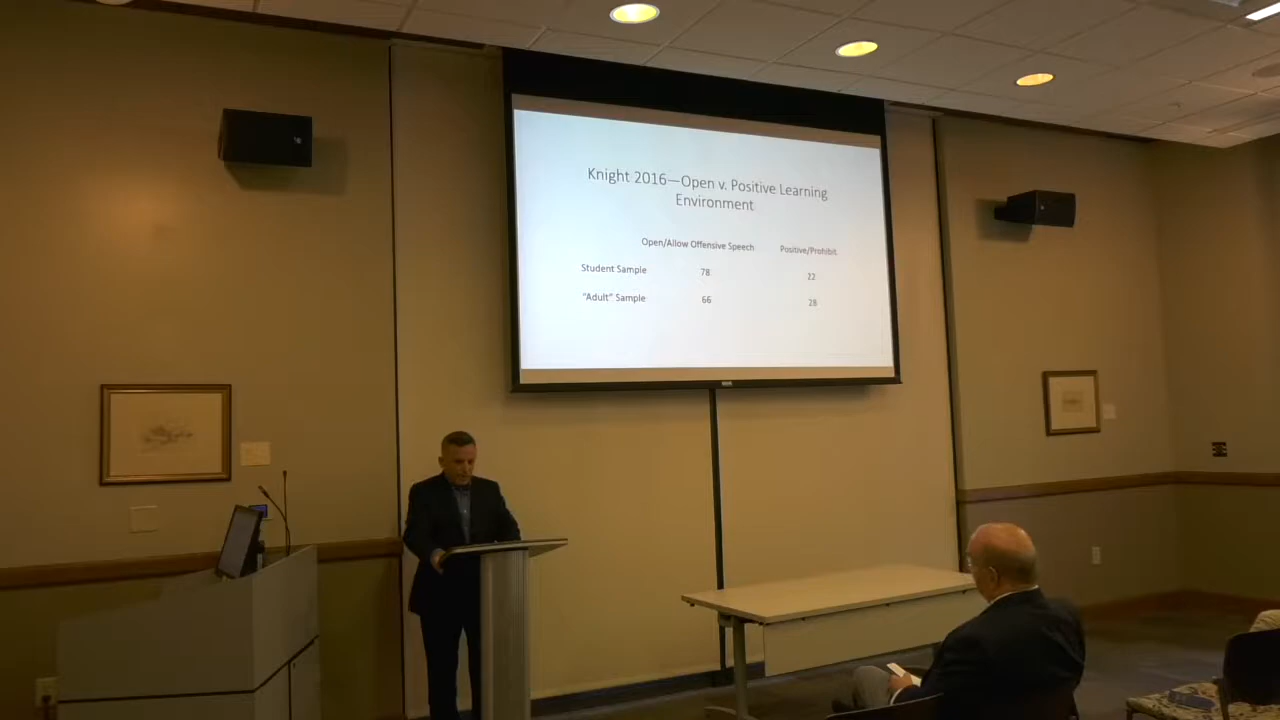 Knight 2016—Open v. Positive Learning
Environment
Open/Allow Offensive Speech Positive/Prohibit
Student Sample 78 22
"Adult" Sample 66 28